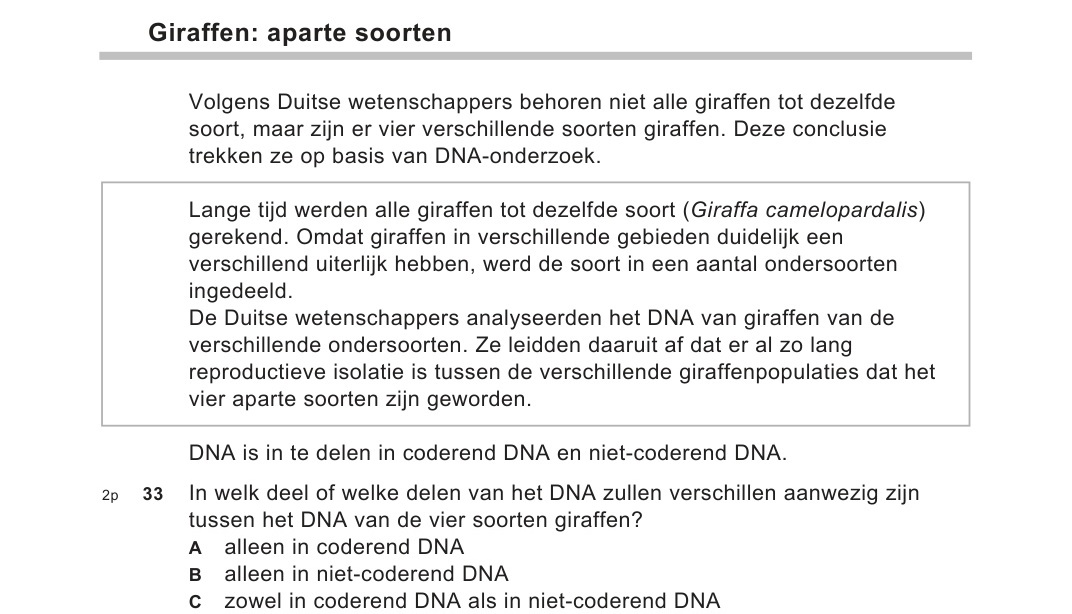 Giraffen: aparte soorten
Volgens Duitse wetenschappers behoren niet alle giraffen tot dezelfde
soort, maar zijn er vier verschillende soorten giraffen. Deze conclusie
trekken ze op basis van DNA-onderzoek.
Lange tijd werden alle giraffen tot dezelfde soort (Giraffa camelopardalis)
gerekend. Omdat giraffen in verschillende gebieden duidelijk een
verschillend uiterlijk hebben, werd de soort in een aantal ondersoorten
ingedeeld.
De Duitse wetenschappers analyseerden het DNA van giraffen van de
verschillende ondersoorten. Ze leidden daaruit af dat er al zo lang
reproductieve isolatie is tussen de verschillende giraffenpopulaties dat het
vier aparte soorten zijn geworden.
DNA is in te delen in coderend DNA en niet-coderend DNA.
2p 33 In welk deel of welke delen van het DNA zullen verschillen aanwezig zijn
tussen het DNA van de vier soorten giraffen?
A alleen in coderend DNA
B alleen in niet-coderend DNA
C zowel in coderend DNA als in niet-coderend DNA